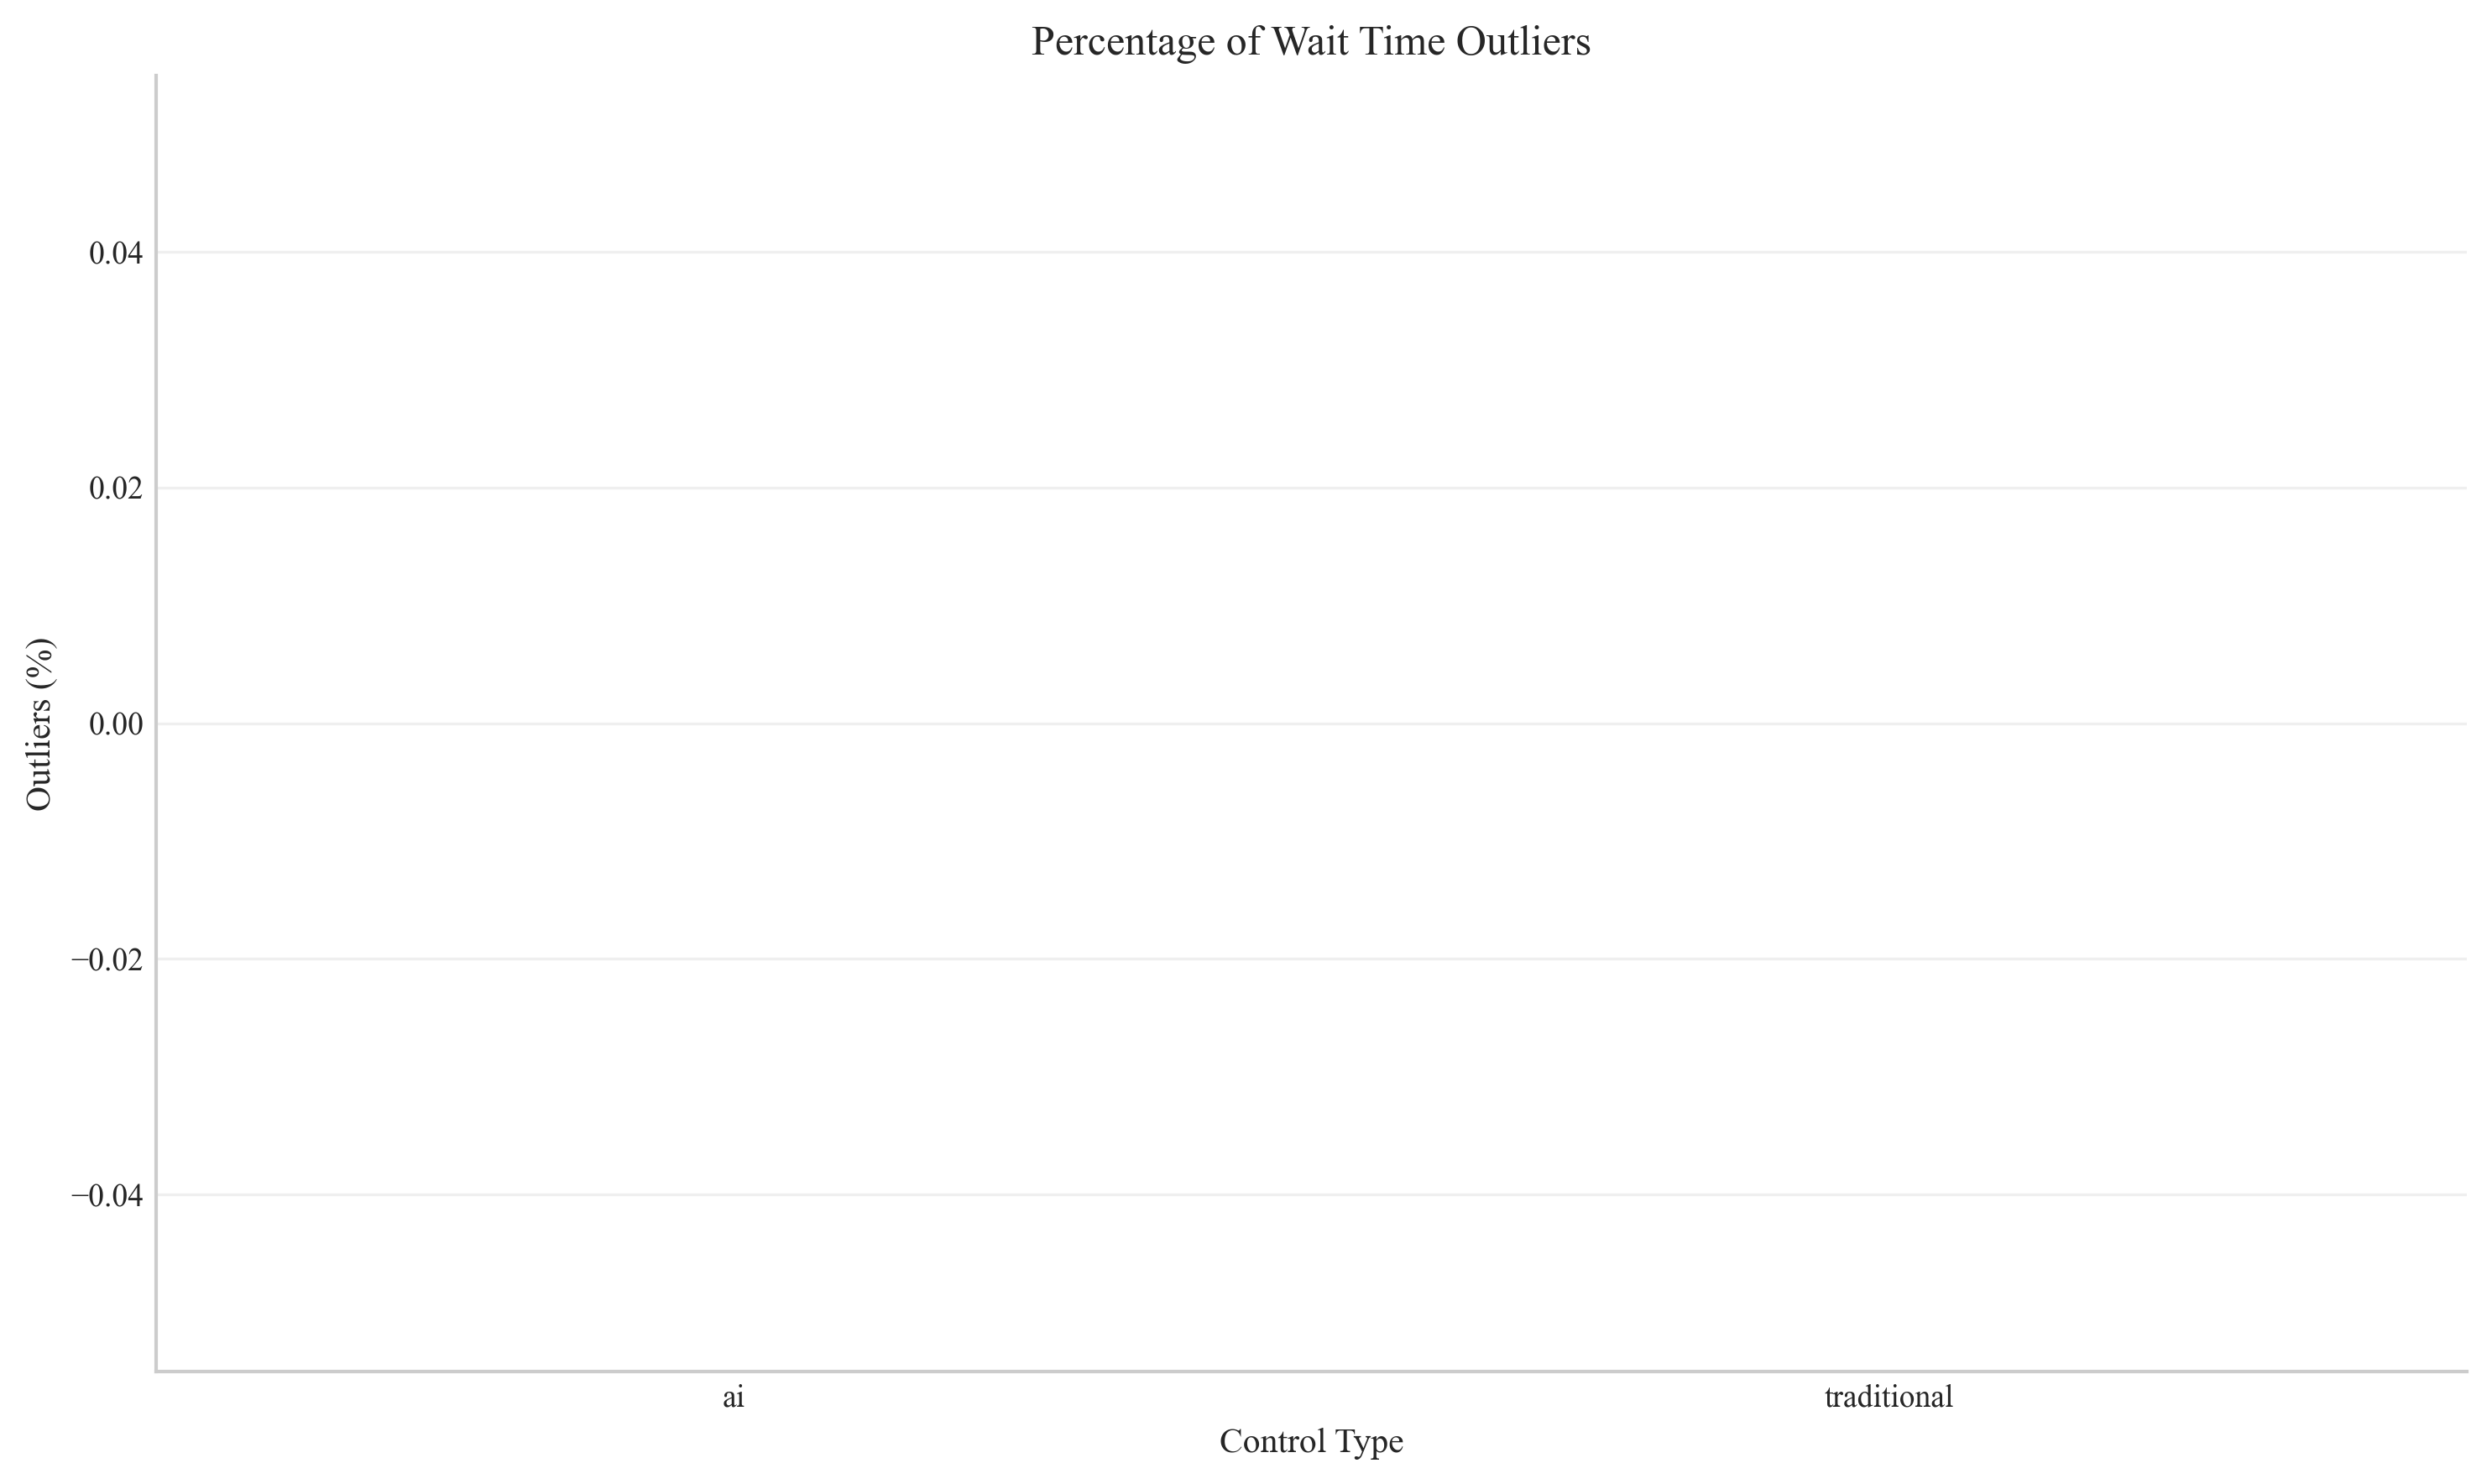 Percentage of Wait Time Outliers
Outliers (%)
0.04
0.02
0.00
−0.02
−0.04
ai
traditional
Control Type